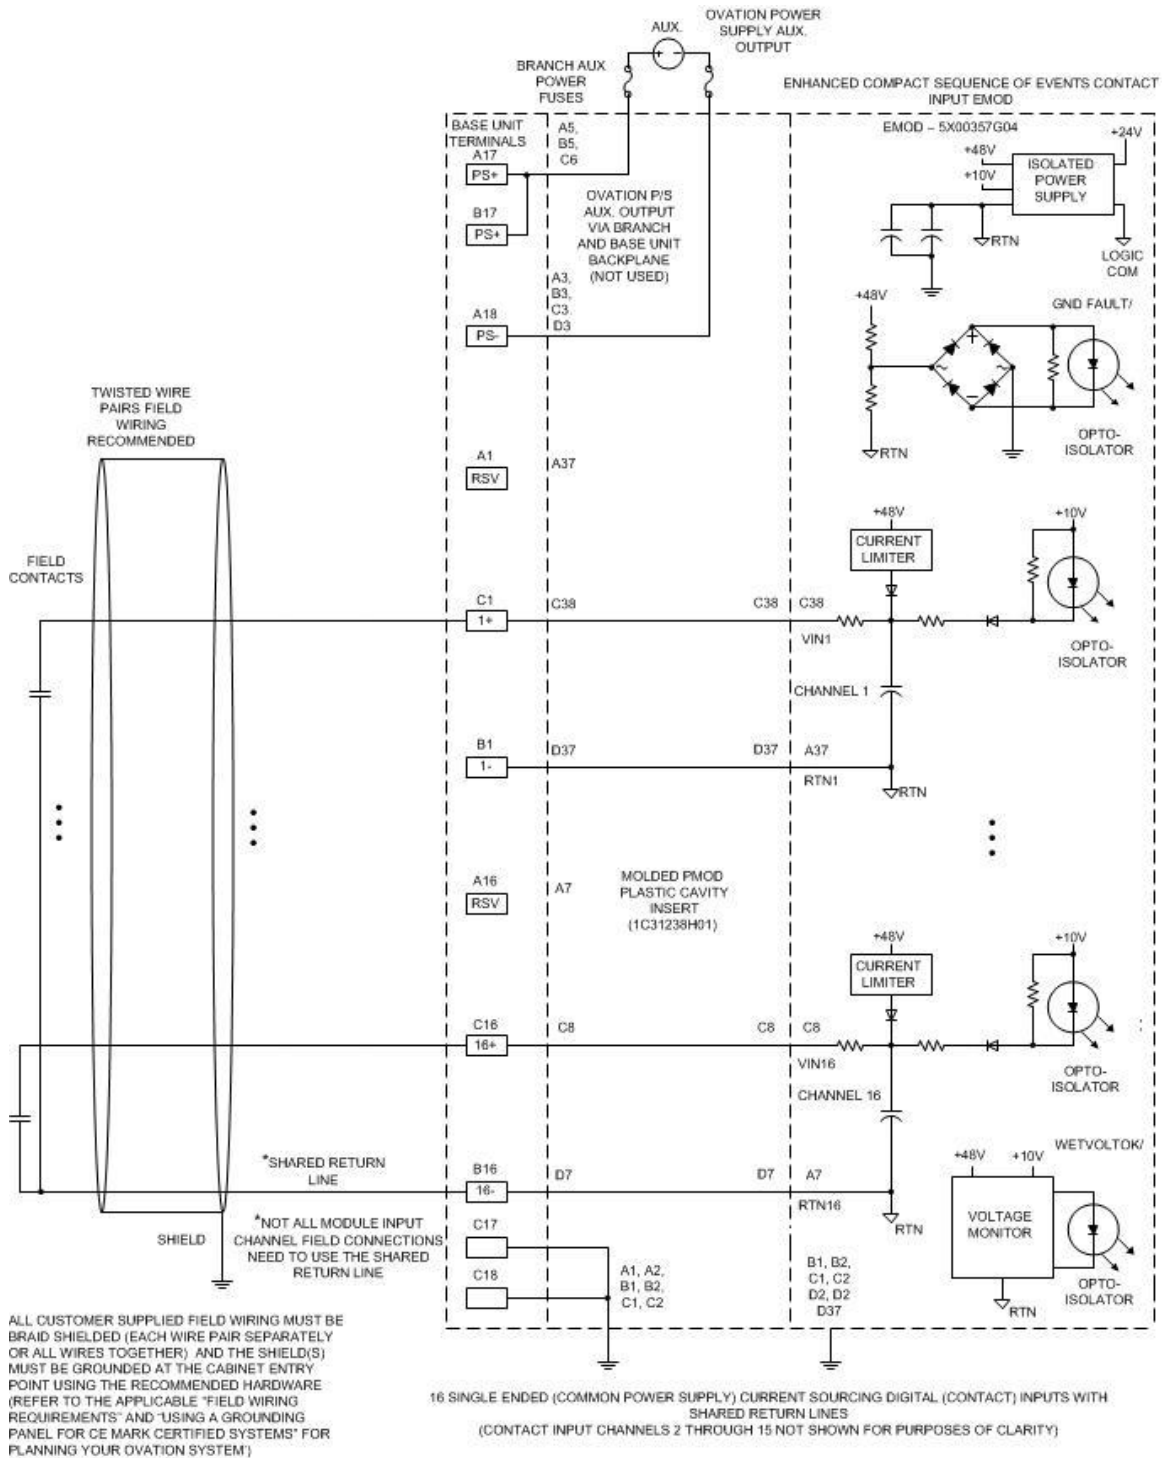 AUX.
OVATION POWER
SUPPLY AUX.
OUTPUT
+ -
BRANCH AUX
POWER
FUSES
ENHANCED COMPACT SEQUENCE OF EVENTS CONTACT
INPUT EMOD
BASE UNIT
TERMINALS
A17
PS+
B17
PS+
A18
PS-
A5,
B5,
C6
OVATION P/S
AUX. OUTPUT
VIA BRANCH
AND BASE UNIT
BACKPLANE
(NOT USED)
A3,
B3,
C3
D3
EMOD – 5X00357G04
+24V
+48V
+10V
ISOLATED
POWER
SUPPLY
RTN
LOGIC
COM
+48V
GND FAULT/
+
~ ~
–
OPTO-
ISOLATOR
RTN
TWISTED WIRE
PAIRS FIELD
WIRING
RECOMMENDED
A1
RSV
A37
+48V
CURRENT
LIMITER
+10V
FIELD
CONTACTS
C1
1+
C38
C38
C38
VIN1
OPTO-
ISOLATOR
CHANNEL 1
B1
1-
D37
D37
A37
RTN1
RTN
A16
RSV
A7
MOLDED PMOD
PLASTIC CAVITY
INSERT
(1C31238H01)
+48V
CURRENT
LIMITER
+10V
C16
16+
C8
C8
C8
VIN16
:
OPTO-
ISOLATOR
CHANNEL 16
*SHARED RETURN
LINE
B16
16-
D7
D7
A7
RTN16
RTN
WETVOLTOK/
+48V
+10V
VOLTAGE
MONITOR
OPTO-
ISOLATOR
RTN
SHIELD
*NOT ALL MODULE INPUT
CHANNEL FIELD CONNECTIONS
NEED TO USE THE SHARED
RETURN LINE
C17
C18
A1, A2,
B1, B2,
C1, C2
B1, B2,
C1, C2
D2, D2
D37
ALL CUSTOMER SUPPLIED FIELD WIRING MUST BE
BRAID SHIELDED (EACH WIRE PAIR SEPARATELY
OR ALL WIRES TOGETHER) AND THE SHIELD(S)
MUST BE GROUNDED AT THE CABINET ENTRY
POINT USING THE RECOMMENDED HARDWARE
(REFER TO THE APPLICABLE "FIELD WIRING
REQUIREMENTS" AND "USING A GROUNDING
PANEL FOR CE MARK CERTIFIED SYSTEMS" FOR
PLANNING YOUR OVATION SYSTEM')
16 SINGLE ENDED (COMMON POWER SUPPLY) CURRENT SOURCING DIGITAL (CONTACT) INPUTS WITH
SHARED RETURN LINES
(CONTACT INPUT CHANNELS 2 THROUGH 15 NOT SHOWN FOR PURPOSES OF CLARITY)